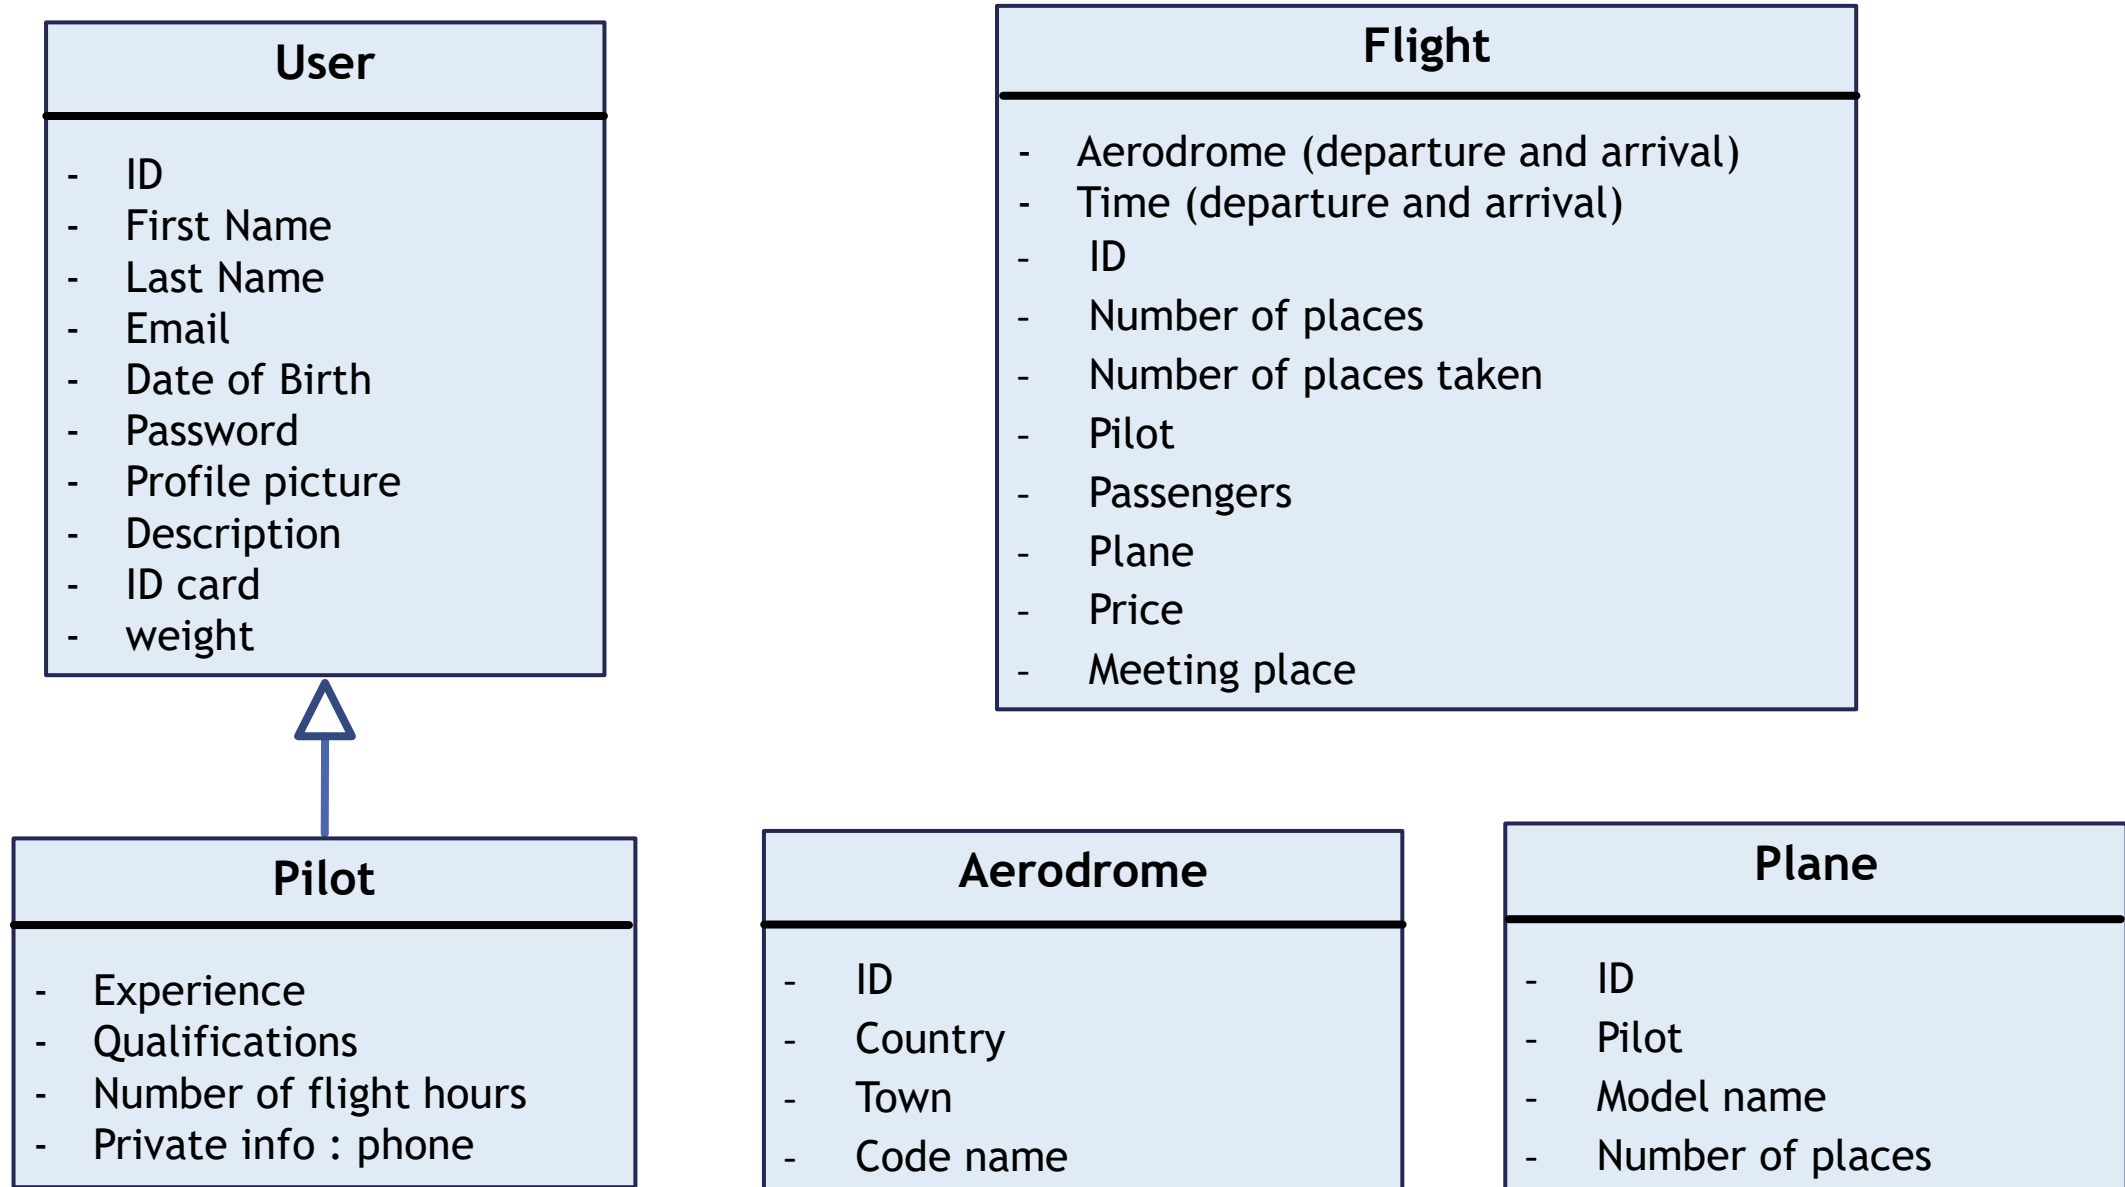 User
- ID
- First Name
- Last Name
- Email
- Date of Birth
- Password
- Profile picture
- Description
- ID card
- weight
Flight
- Aerodrome (departure and arrival)
- Time (departure and arrival)
- ID
- Number of places
- Number of places taken
- Pilot
- Passengers
- Plane
- Price
- Meeting place
Pilot
- Experience
- Qualifications
- Number of flight hours
- Private info : phone
Aerodrome
- ID
- Country
- Town
- Code name
Plane
- ID
- Pilot
- Model name
- Number of places